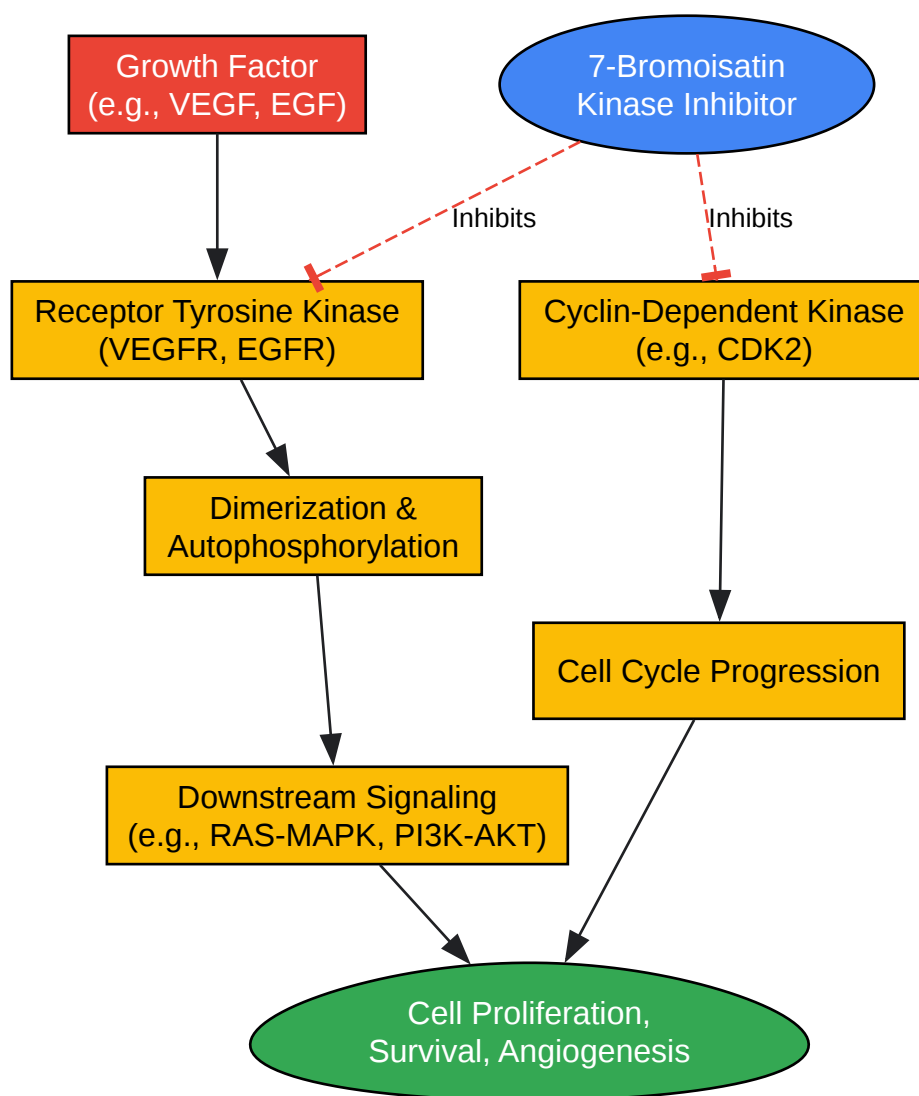 Growth Factor
(e.g., VEGF, EGF)
7-Bromoisatin
Kinase Inhibitor
Inhibits
Inhibits
Receptor Tyrosine Kinase
(VEGFR, EGFR)
Cyclin-Dependent Kinase
(e.g., CDK2)
Dimerization &
Autophosphorylation
Cell Cycle Progression
Downstream Signaling
(e.g., RAS-MAPK, PI3K-AKT)
Cell Proliferation,
Survival, Angiogenesis